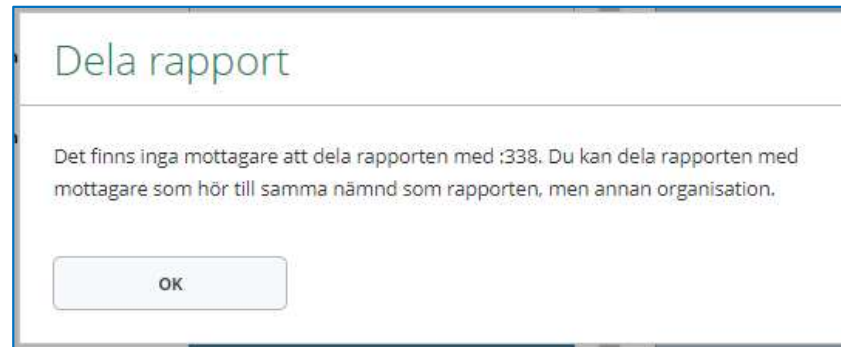 Dela rapport
Det finns inga mottagare att dela rapporten med :338. Du kan dela rapporten med
mottagare som hör till samma nämnd som rapporten, men annan organisation.
OK